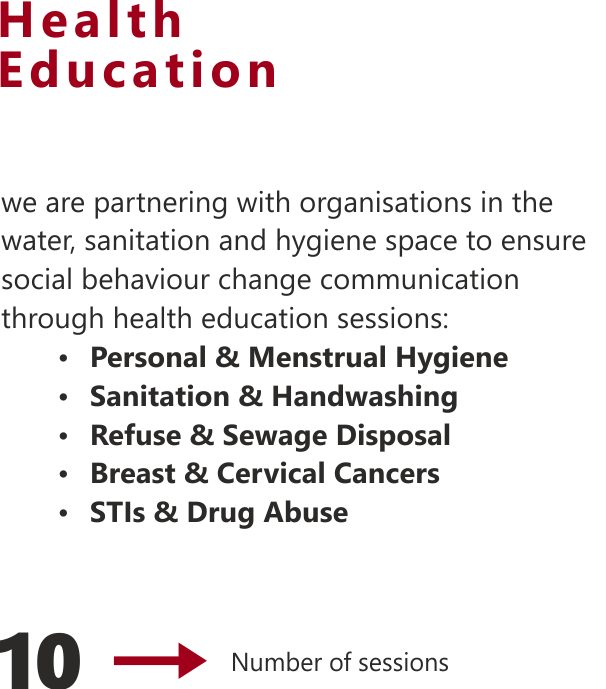 Health
Education
we are partnering with organisations in the
water, sanitation and hygiene space to ensure
social behaviour change communication
through health education sessions:
• Personal & Menstrual Hygiene
• Sanitation & Handwashing
• Refuse & Sewage Disposal
• Breast & Cervical Cancers
• STIs & Drug Abuse
10 Number of sessions